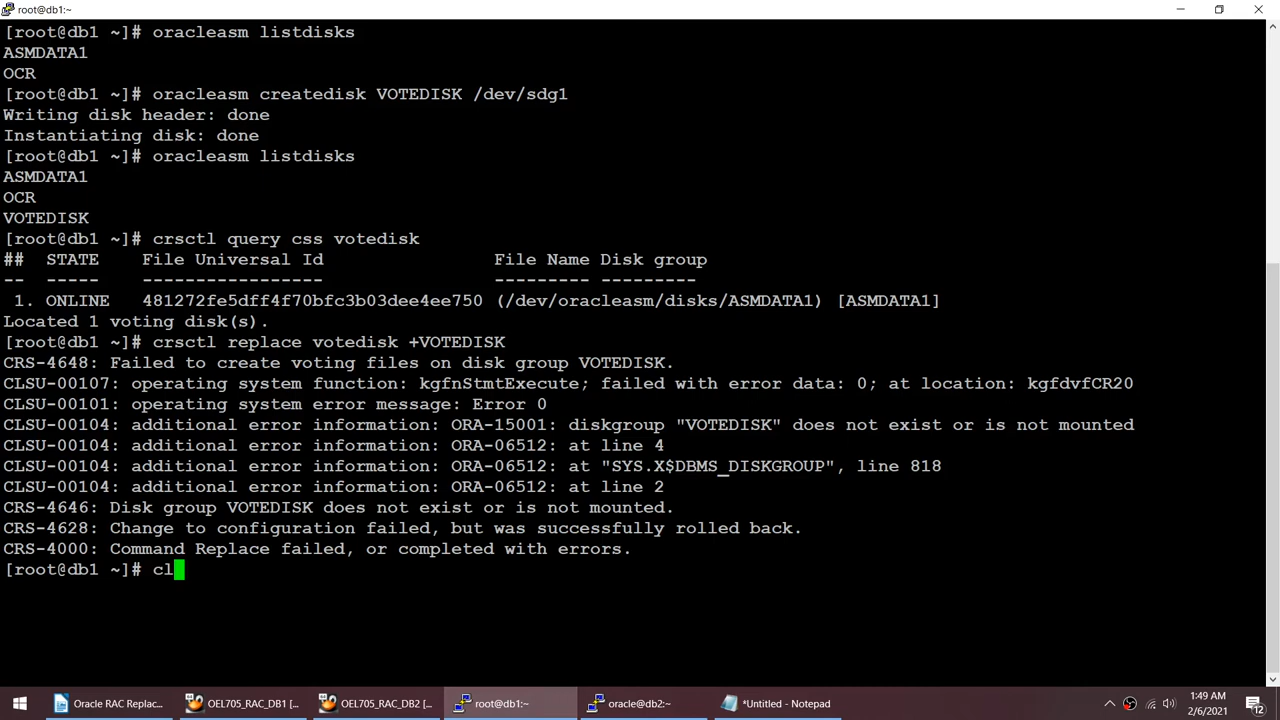 root@db1:~
[root@db1 ~]# oracleasm listdisks
ASMDATA1
OCR
[root@db1 ~]# oracleasm createdisk VOTEDISK /dev/sdg1
Writing disk header: done
Instantiating disk: done
[root@db1 ~]# oracleasm listdisks
ASMDATA1
OCR
VOTEDISK
[root@db1 ~]# crsctl query css votedisk
##  STATE    File Universal Id                File Name Disk group
--  -----    -----------------                --------- ---------
 1. ONLINE   481272fe5dff4f70bfc3b03dee4ee750 (/dev/oracleasm/disks/ASMDATA1) [ASMDATA1]
Located 1 voting disk(s).
[root@db1 ~]# crsctl replace votedisk +VOTEDISK
CRS-4648: Failed to create voting files on disk group VOTEDISK.
CLSU-00107: operating system function: kgfnStmtExecute; failed with error data: 0; at location: kgfdvfCR20
CLSU-00101: operating system error message: Error 0
CLSU-00104: additional error information: ORA-15001: diskgroup "VOTEDISK" does not exist or is not mounted
CLSU-00104: additional error information: ORA-06512: at line 4
CLSU-00104: additional error information: ORA-06512: at "SYS.X$DBMS_DISKGROUP", line 818
CLSU-00104: additional error information: ORA-06512: at line 2
CRS-4646: Disk group VOTEDISK does not exist or is not mounted.
CRS-4628: Change to configuration failed, but was successfully rolled back.
CRS-4000: Command Replace failed, or completed with errors.
[root@db1 ~]# cl
Oracle RAC Replac... OEL705_RAC_DB1 [... OEL705_RAC_DB2 [... root@db1:~ oracle@db2:~ *Untitled - Notepad 1:49 AM
2/6/2021 12